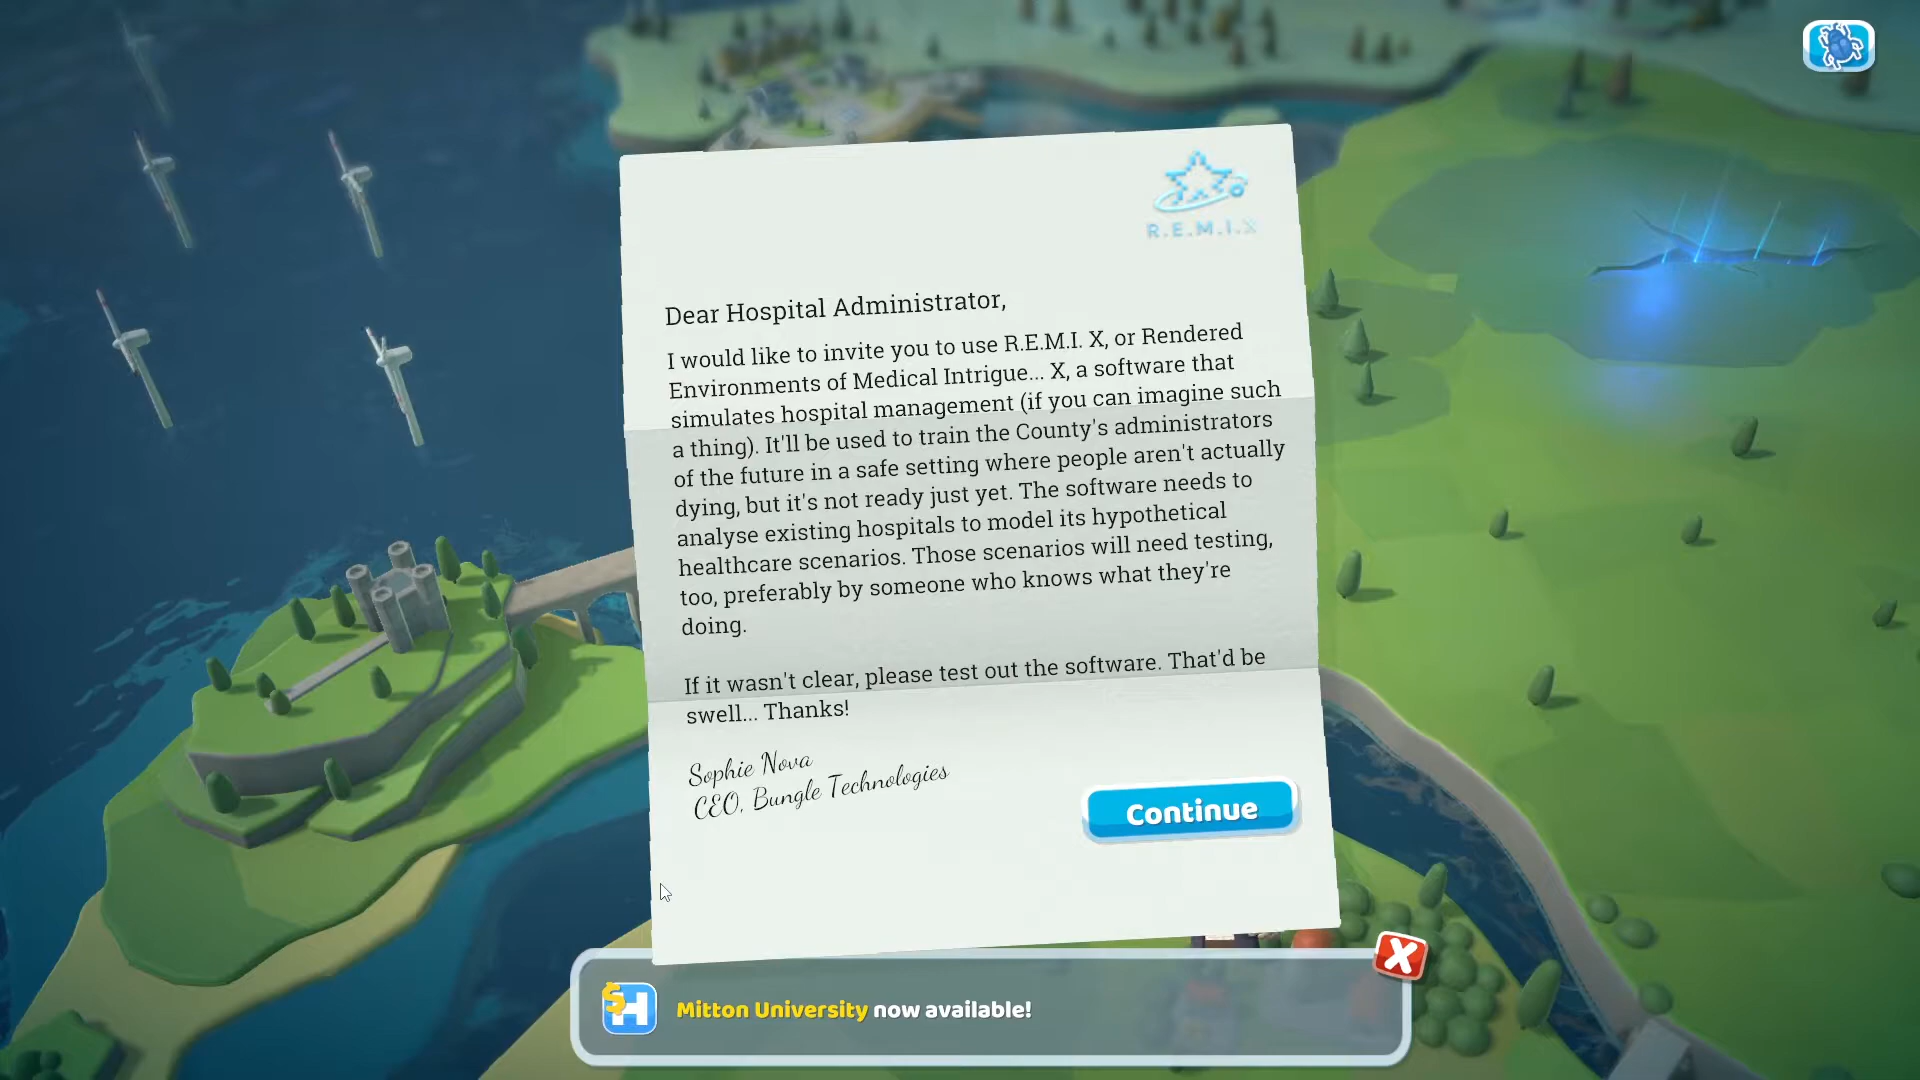 R.E.M.I.X
Dear Hospital Administrator,
I would like to invite you to use R.E.M.I. X, or Rendered
Environments of Medical Intrigue... X, a software that
simulates hospital management (if you can imagine such
a thing). It'll be used to train the County's administrators
of the future in a safe setting where people aren't actually
dying, but it's not ready just yet. The software needs to
analyse existing hospitals to model its hypothetical
healthcare scenarios. Those scenarios will need testing,
too, preferably by someone who knows what they're
doing.
If it wasn't clear, please test out the software. That'd be
swell... Thanks!
Sophie Nova
CEO, Bungle Technologies
Continue
X
$H
Mitton University now available!